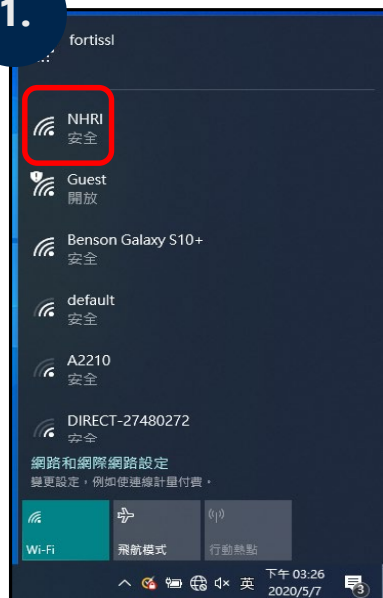 1.
fortissl
NHRI
安全
Guest
開放
Benson Galaxy S10+
安全
default
安全
A2210
安全
DIRECT-27480272
安全
網路和網際網路設定
變更設定，例如使連線計量付費。
Wi-Fi
飛航模式
行動熱點
英
下午 03:26
2020/5/7
3